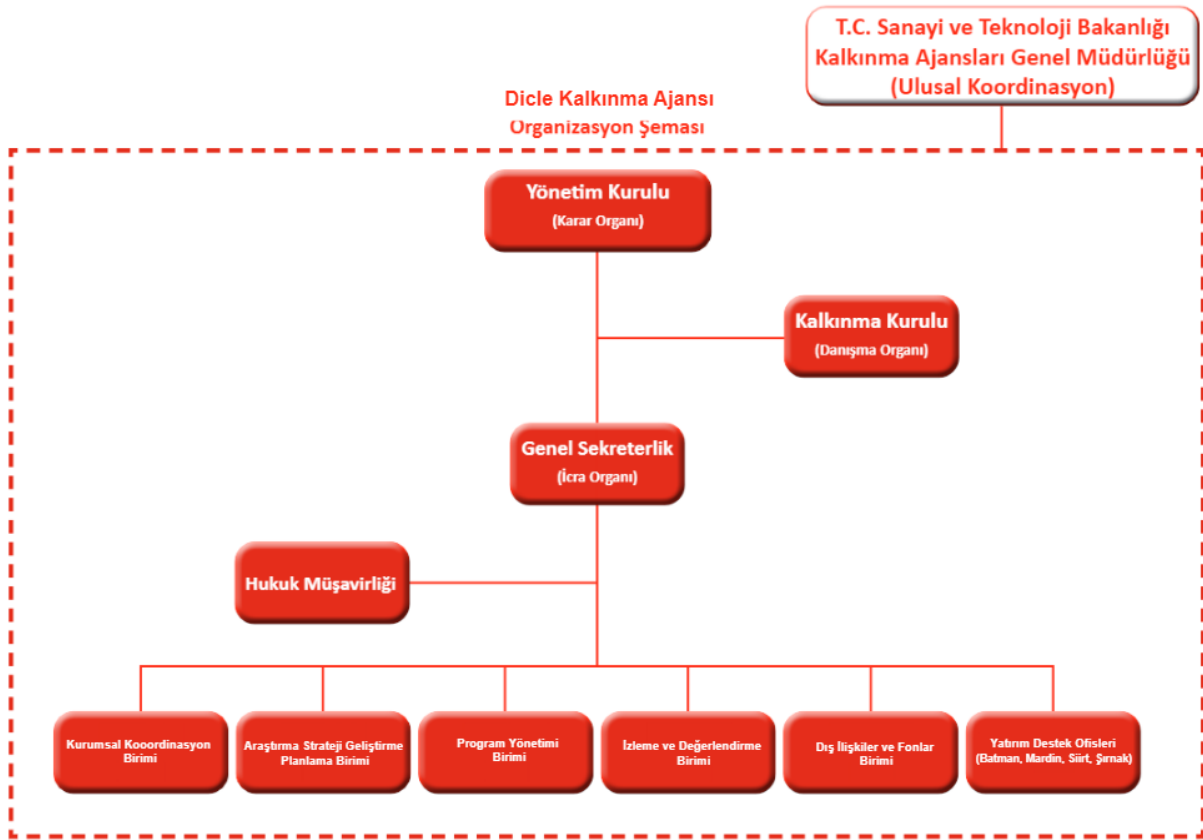 T.C. Sanayi ve Teknoloji Bakanlığı
Kalkınma Ajansları Genel Müdürlüğü
(Ulusal Koordinasyon)
Dicle Kalkınma Ajansı
Organizasyon Şeması
Yönetim Kurulu
(Karar Organı)
Kalkınma Kurulu
(Danışma Organı)
Genel Sekreterlik
(İcra Organı)
Hukuk Müşavirliği
Kurumsal Kooordinasyon
Birimi
Araştırma Strateji Geliştirme
Planlama Birimi
Program Yönetimi
Birimi
İzleme ve Değerlendirme
Birimi
Dış İlişkiler ve Fonlar
Birimi
Yatırım Destek Ofisleri
(Batman, Mardin, Siirt, Şırnak)